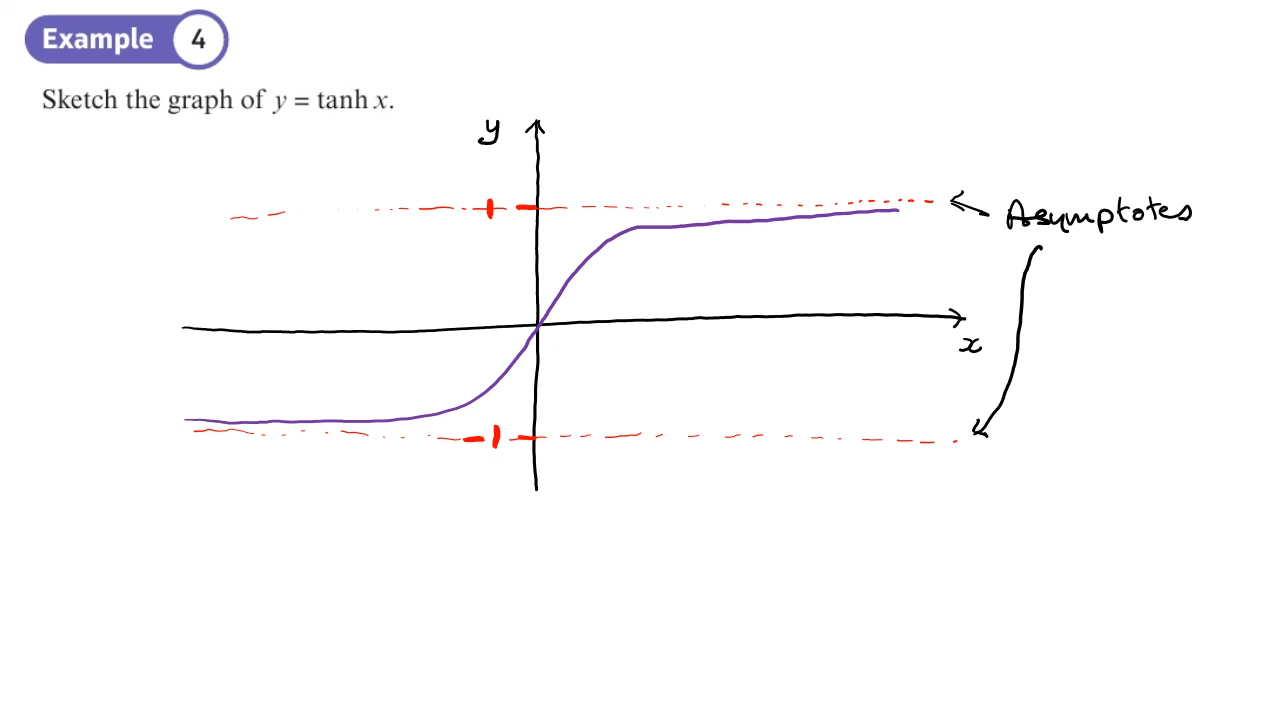 Example 4
Sketch the graph of y = tanh x.
y
1
Asymptotes
x
-1